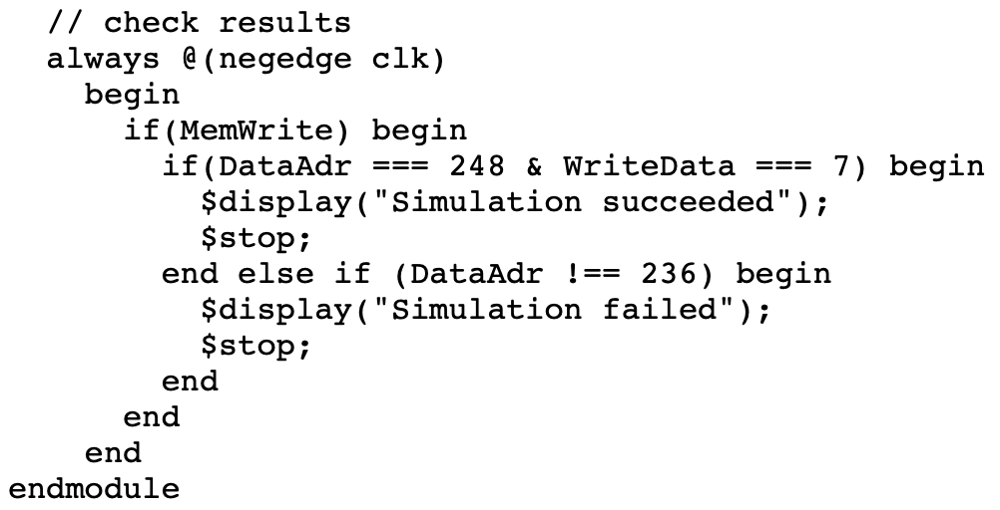 // check results
always @(negedge clk)
begin
if(MemWrite) begin
if(DataAdr === 248 & WriteData === 7) begin
$display("Simulation succeeded");
$stop;
end else if (DataAdr !== 236) begin
$display("Simulation failed");
$stop;
end
end
end
endmodule